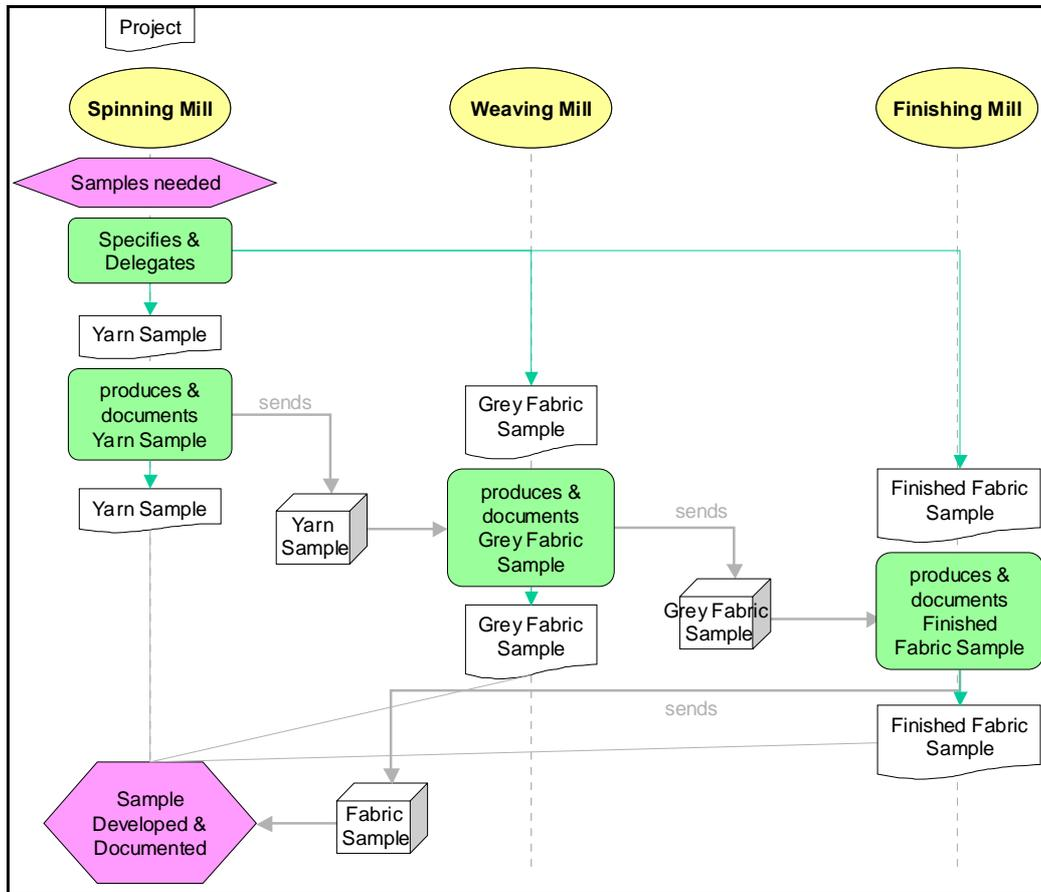 Project
Spinning Mill
Weaving Mill
Finishing Mill
Samples needed
Specifies &
Delegates
Yarn Sample
produces &
documents
Yarn Sample
sends
Grey Fabric
Sample
Yarn Sample
Yarn
Sample
produces &
documents
Grey Fabric
Sample
sends
Finished Fabric
Sample
Grey Fabric
Sample
Grey Fabric
Sample
produces &
documents
Finished
Fabric Sample
sends
Finished Fabric
Sample
Sample
Developed &
Documented
Fabric
Sample